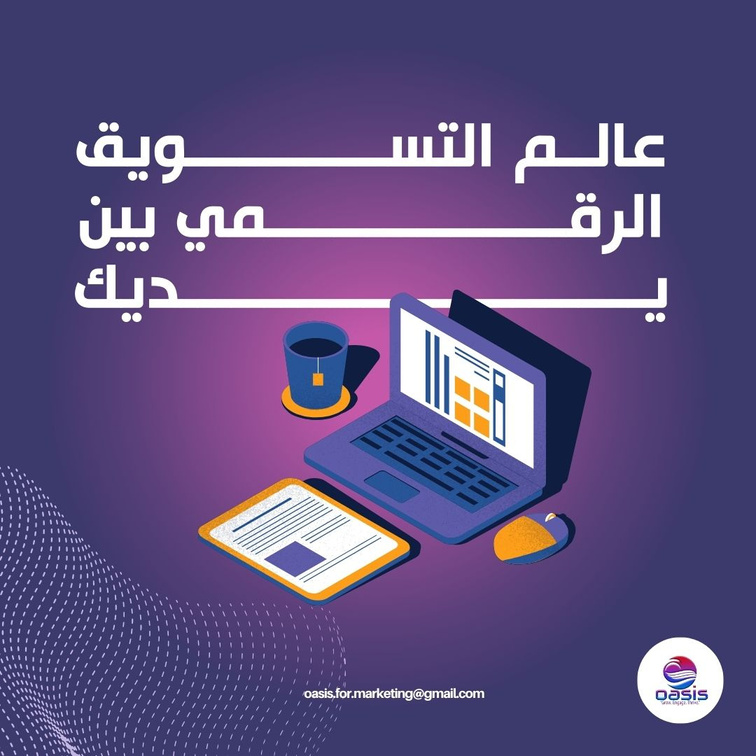 عالم التسويق
الرقمي بين
يديك
oasis.for.marketing@gmail.com
oasis